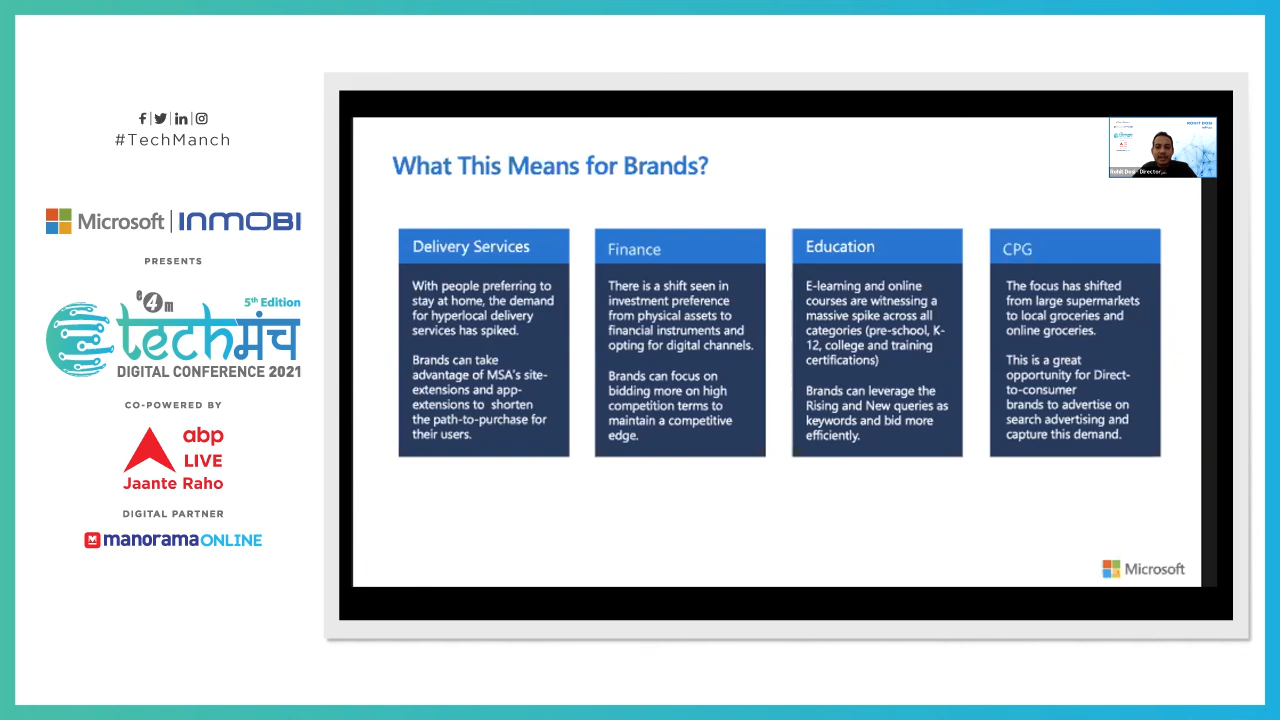 #TechManch
Microsoft | INMOBI
PRESENTS
e4m
5th Edition
techमंच
DIGITAL CONFERENCE 2021
CO-POWERED BY
abp
LIVE
Jaante Raho
DIGITAL PARTNER
manoramaONLINE
What This Means for Brands?
ROHIT DOSI
Rohit Dosi - Director,...
Delivery Services
With people preferring to
stay at home, the demand
for hyperlocal delivery
services has spiked.
Brands can take
advantage of MSA's site-
extensions and app-
extensions to shorten
the path-to-purchase for
their users.
Finance
There is a shift seen in
investment preference
from physical assets to
financial instruments and
opting for digital channels.
Brands can focus on
bidding more on high
competition terms to
maintain a competitive
edge.
Education
E-learning and online
courses are witnessing a
massive spike across all
categories (pre-school, K-
12, college and training
certifications)
Brands can leverage the
Rising and New queries as
keywords and bid more
efficiently.
CPG
The focus has shifted
from large supermarkets
to local groceries and
online groceries.
This is a great
opportunity for Direct-
to-consumer
brands to advertise on
search advertising and
capture this demand.
Microsoft